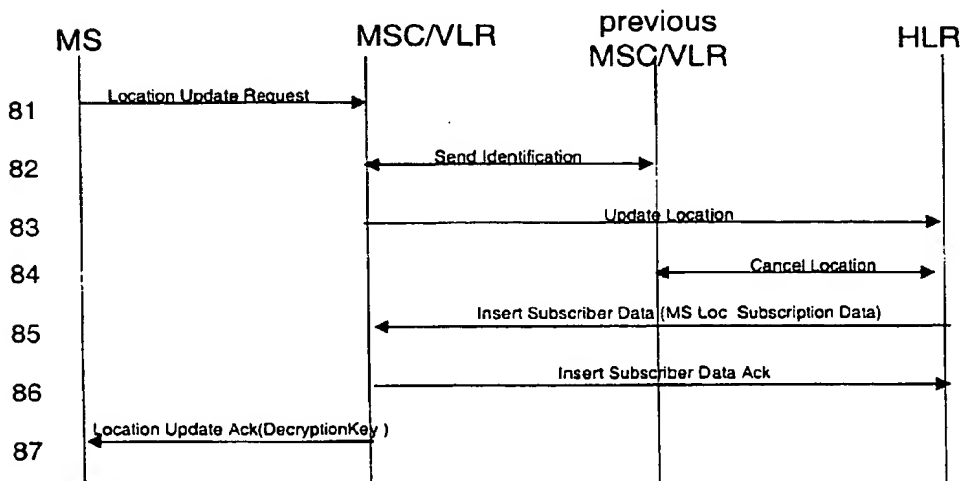 MS
MSC/VLR
previous
MSC/VLR
HLR
81
Location Update Request
82
Send Identification
83
Update Location
84
Cancel Location
85
Insert Subscriber Data (MS Loc Subscription Data)
86
Insert Subscriber Data Ack
87
Location Update Ack(DecryptionKey )